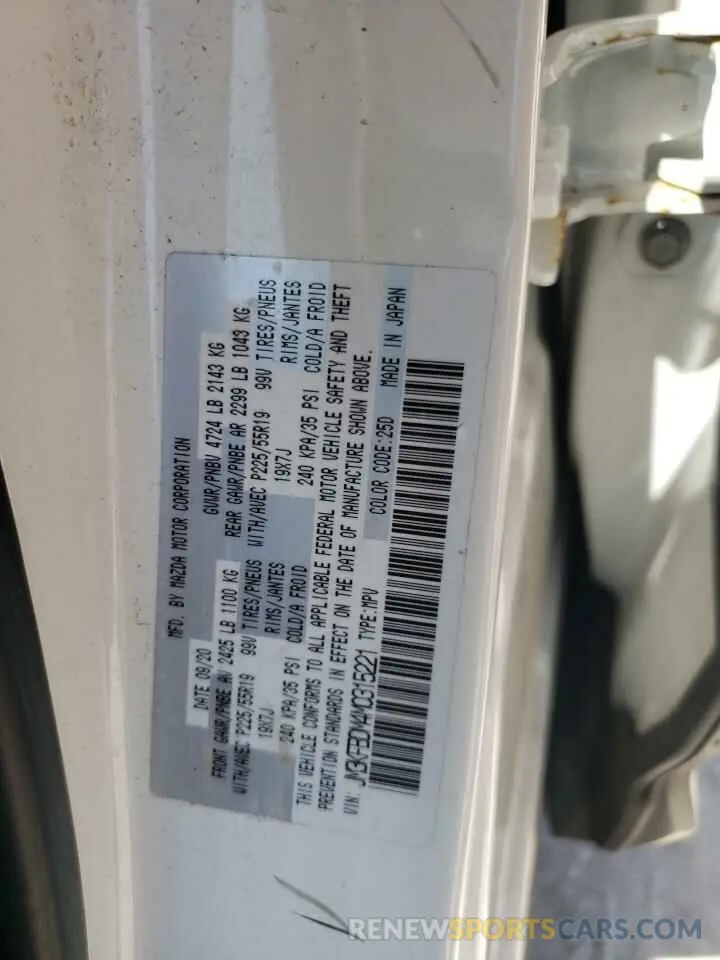 MFD. BY MAZDA MOTOR CORPORATION
DATE 09/20 GVWR/PNBV 4724 LB 2143 KG
FRONT GAWR/PNBE AV 2425 LB 1100 KG REAR GAWR/PNBE AR 2299 LB 1043 KG
WITH/AVEC P225/55R19 99V TIRES/PNEUS WITH/AVEC P225/55R19 99V TIRES/PNEUS
19X7J RIMS/JANTES 19X7J RIMS/JANTES
240 KPA/35 PSI COLD/A FROID 240 KPA/35 PSI COLD/A FROID
THIS VEHICLE CONFORMS TO ALL APPLICABLE FEDERAL MOTOR VEHICLE SAFETY AND THEFT
PREVENTION STANDARDS IN EFFECT ON THE DATE OF MANUFACTURE SHOWN ABOVE.
VIN: JM3KFBDM4M0315221 TYPE:MPV COLOR CODE:25D MADE IN JAPAN
RENEWSPORTSCARS.COM